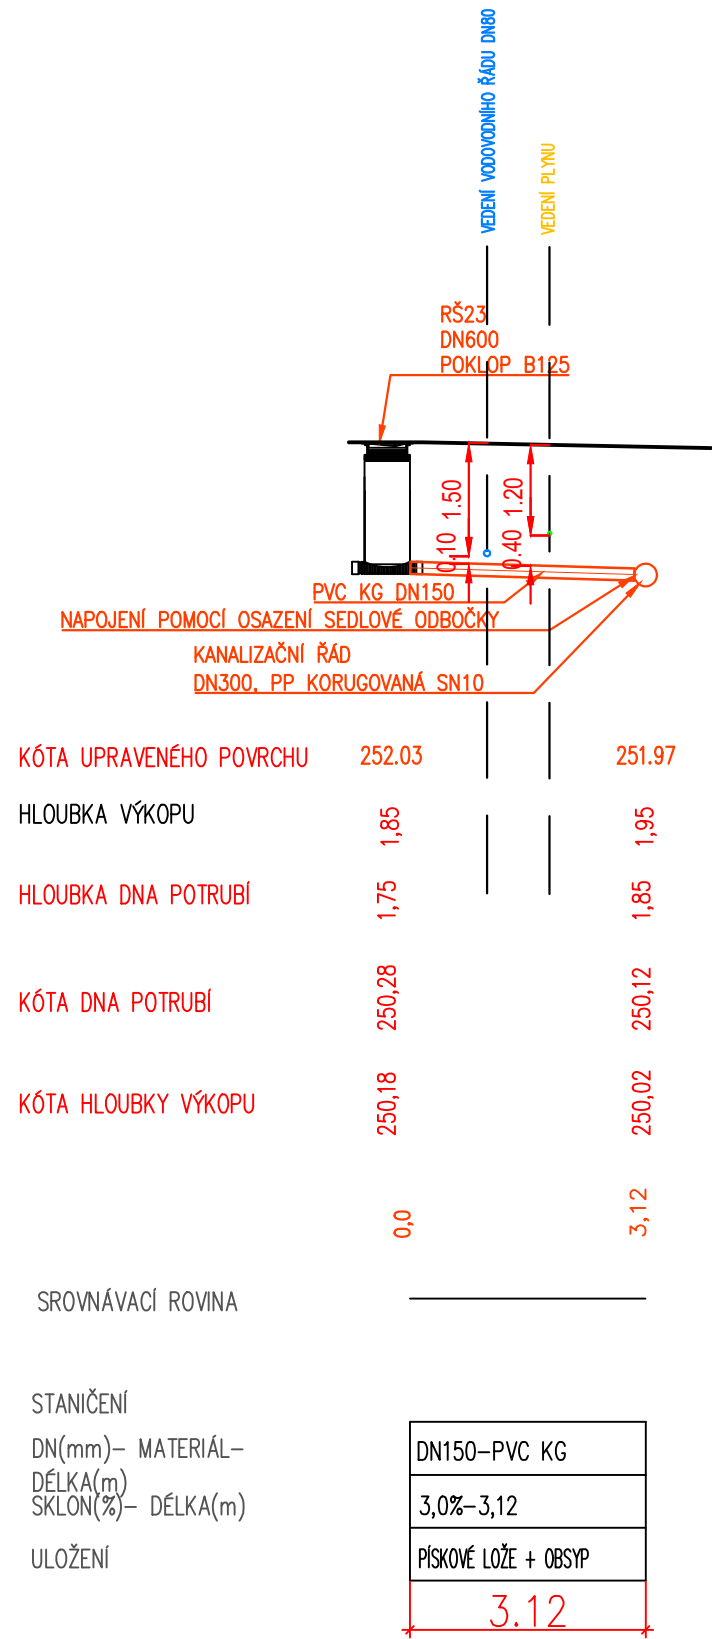 VEDENÍ VODOVODNÍHO ŘÁDU DN80
VEDENÍ PLYNU
RŠ23
DN600
POKLOP B125
1.50
1.20
0.10
0.40
PVC KG DN150
NAPOJENÍ POMOCÍ OSAZENÍ SEDLOVÉ ODBOČKY
KANALIZAČNÍ ŘÁD
DN300, PP KORUGOVANÁ SN10
KÓTA UPRAVENÉHO POVRCHU 252.03 251.97
HLOUBKA VÝKOPU 1,85 1,95
HLOUBKA DNA POTRUBÍ 1,75 1,85
KÓTA DNA POTRUBÍ 250,28 250,12
KÓTA HLOUBKY VÝKOPU 250,18 250,02
0,0 3,12
SROVNÁVACÍ ROVINA
STANIČENÍ
DN(mm)- MATERIÁL-
DÉLKA(m)
DN150-PVC KG
SKLON(%)- DÉLKA(m) 3,0%-3,12
ULOŽENÍ PÍSKOVÉ LOŽE + OBSYP
3.12